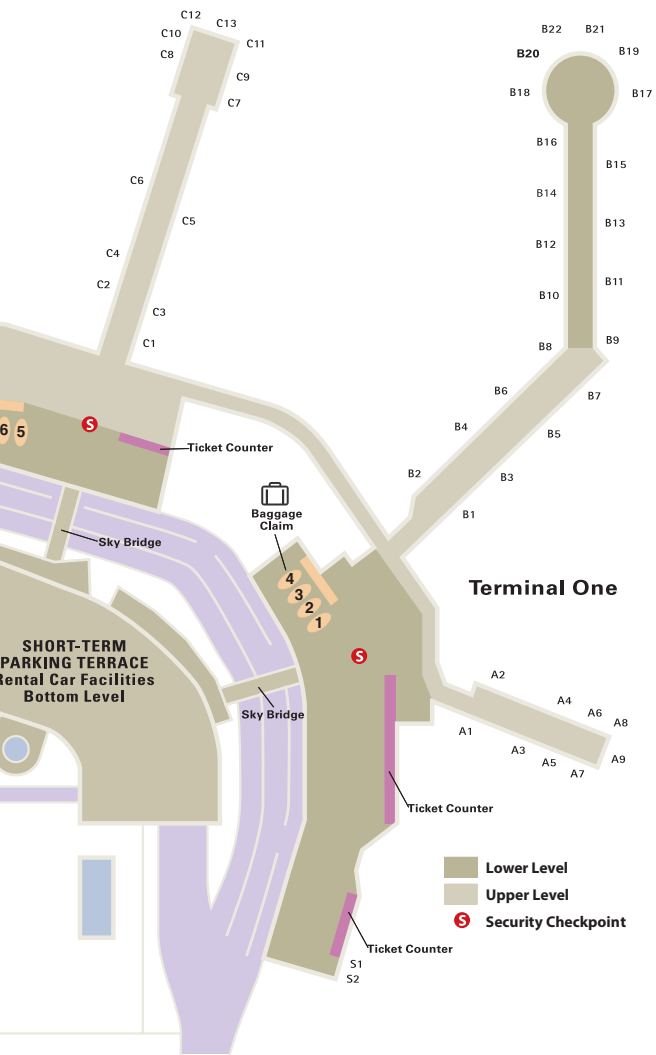 C12
C13
C10
C11
C8
C9
C7
C6
C5
C4
C2
C3
C1
B22
B21
B20
B19
B18
B17
B16
B15
B14
B13
B12
B11
B10
B9
B8
B7
B6
B5
B4
B3
B2
B1
6 5
S
Ticket Counter
Baggage
Claim
Sky Bridge
4
3
2
1
Terminal One
S
SHORT-TERM
PARKING TERRACE
Rental Car Facilities
Bottom Level
Sky Bridge
A2
A4
A6
A8
A1
A3
A5
A7
A9
Ticket Counter
Lower Level
Upper Level
S Security Checkpoint
Ticket Counter
S1
S2